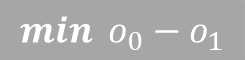 min o₀ − o₁